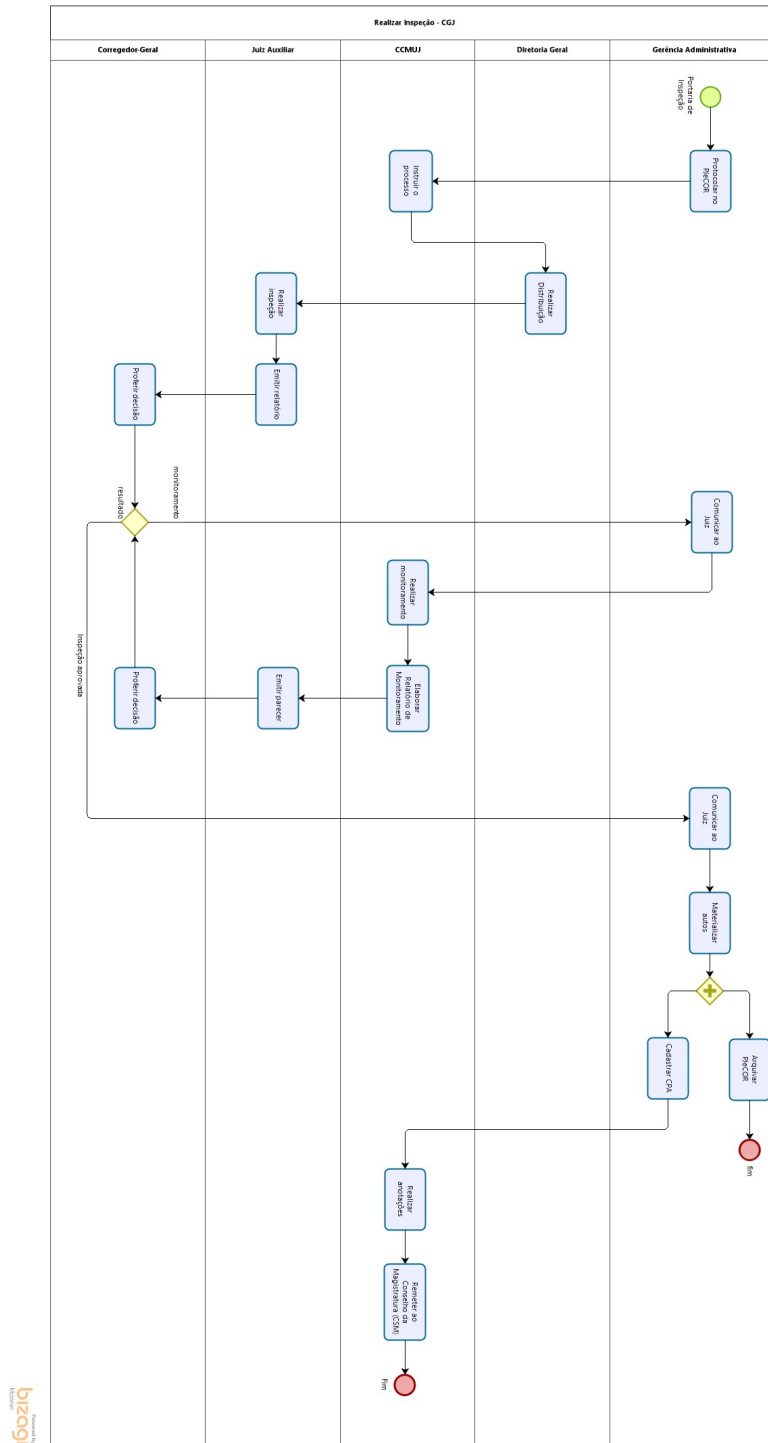 Realizar Inspeção - CGJ
Corregedor-Geral
Juiz Auxiliar
CCMUJ
Diretoria Geral
Gerência Administrativa
Portaria de
Inspeção
Protocolar no
PJeCOR
Instruir o
processo
Realizar
Distribuição
Realizar
inspeção
Emitir relatório
Proferir decisão
monitoramento
resultado
Comunicar ao
Juiz
Realizar
monitoramento
Elaborar
Relatório de
Monitoramento
Emitir parecer
Proferir decisão
Inspeção aprovada
Comunicar ao
Juiz
Materializar
autos
Arquivar
PJeCOR
Cadastrar CPA
fim
Realizar
anotações
Remeter ao
Conselho da
Magistratura (CSM)
Fim
Powered by
bizagi
Modeler